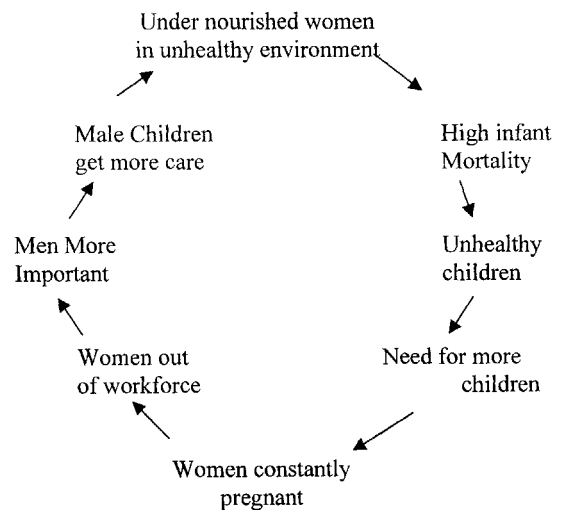 Under nourished women
in unhealthy environment
High infant
Mortality
Unhealthy
children
Need for more
children
Women constantly
pregnant
Women out
of workforce
Men More
Important
Male Children
get more care